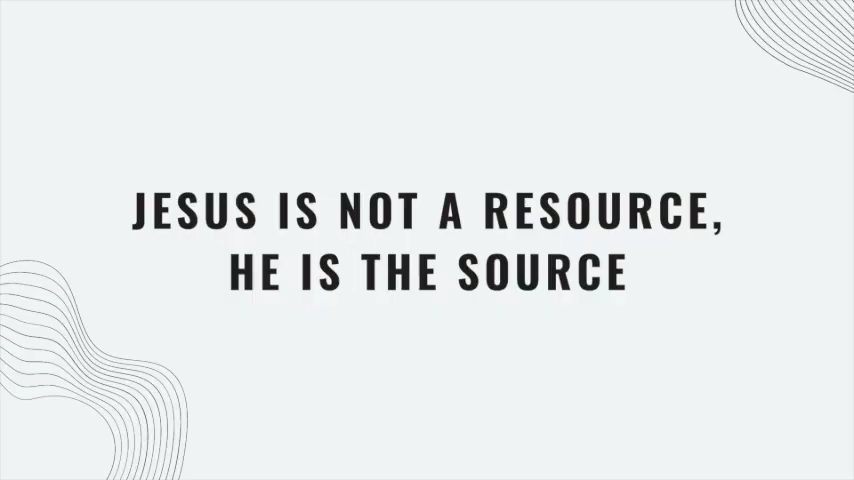 JESUS IS NOT A RESOURCE,
HE IS THE SOURCE